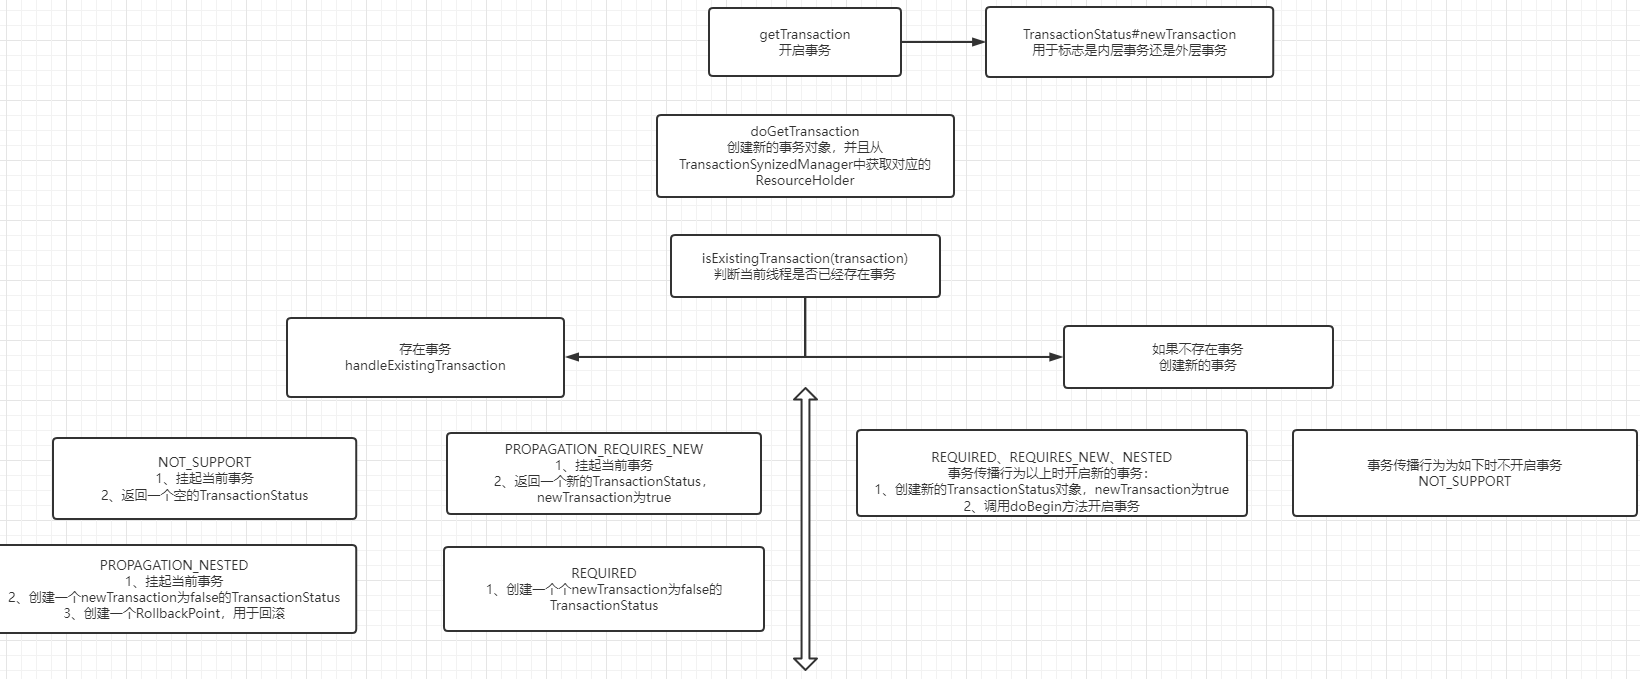 getTransaction
开启事务
TransactionStatus#newTransaction
用于标志是内层事务还是外层事务
doGetTransaction
创建新的事务对象，并且从
TransactionSynizedManager中获取对应的
ResourceHolder
isExistingTransaction(transaction)
判断当前线程是否已经存在事务
存在事务
handleExistingTransaction
如果不存在事务
创建新的事务
NOT_SUPPORT
1、挂起当前事务
2、返回一个空的TransactionStatus
PROPAGATION_REQUIRES_NEW
1、挂起当前事务
2、返回一个新的TransactionStatus，
newTransaction为true
REQUIRED、REQUIRES_NEW、NESTED
事务传播行为以上时开启新的事务：
1、创建新的TransactionStatus对象，newTransaction为true
2、调用doBegin方法开启事务
事务传播行为为如下时不开启事务
NOT_SUPPORT
PROPAGATION_NESTED
1、挂起当前事务
2、创建一个newTransaction为false的TransactionStatus
3、创建一个RollbackPoint，用于回滚
REQUIRED
1、创建一个个newTransaction为false的
TransactionStatus